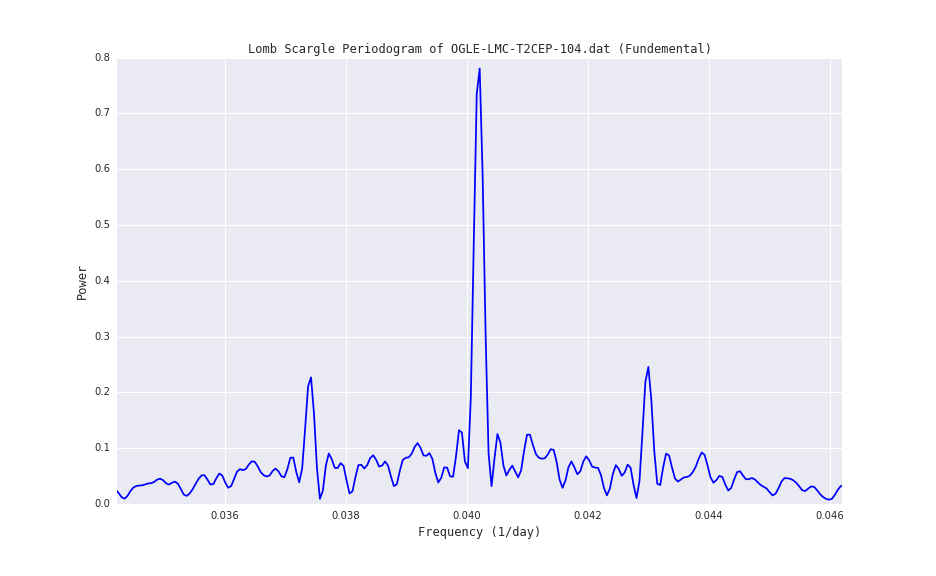 Lomb Scargle Periodogram of OGLE-LMC-T2CEP-104.dat (Fundemental)
0.8
0.7
0.6
0.5
0.4
0.3
0.2
0.1
0.0
Power
0.036 0.038 0.040 0.042 0.044 0.046
Frequency (1/day)